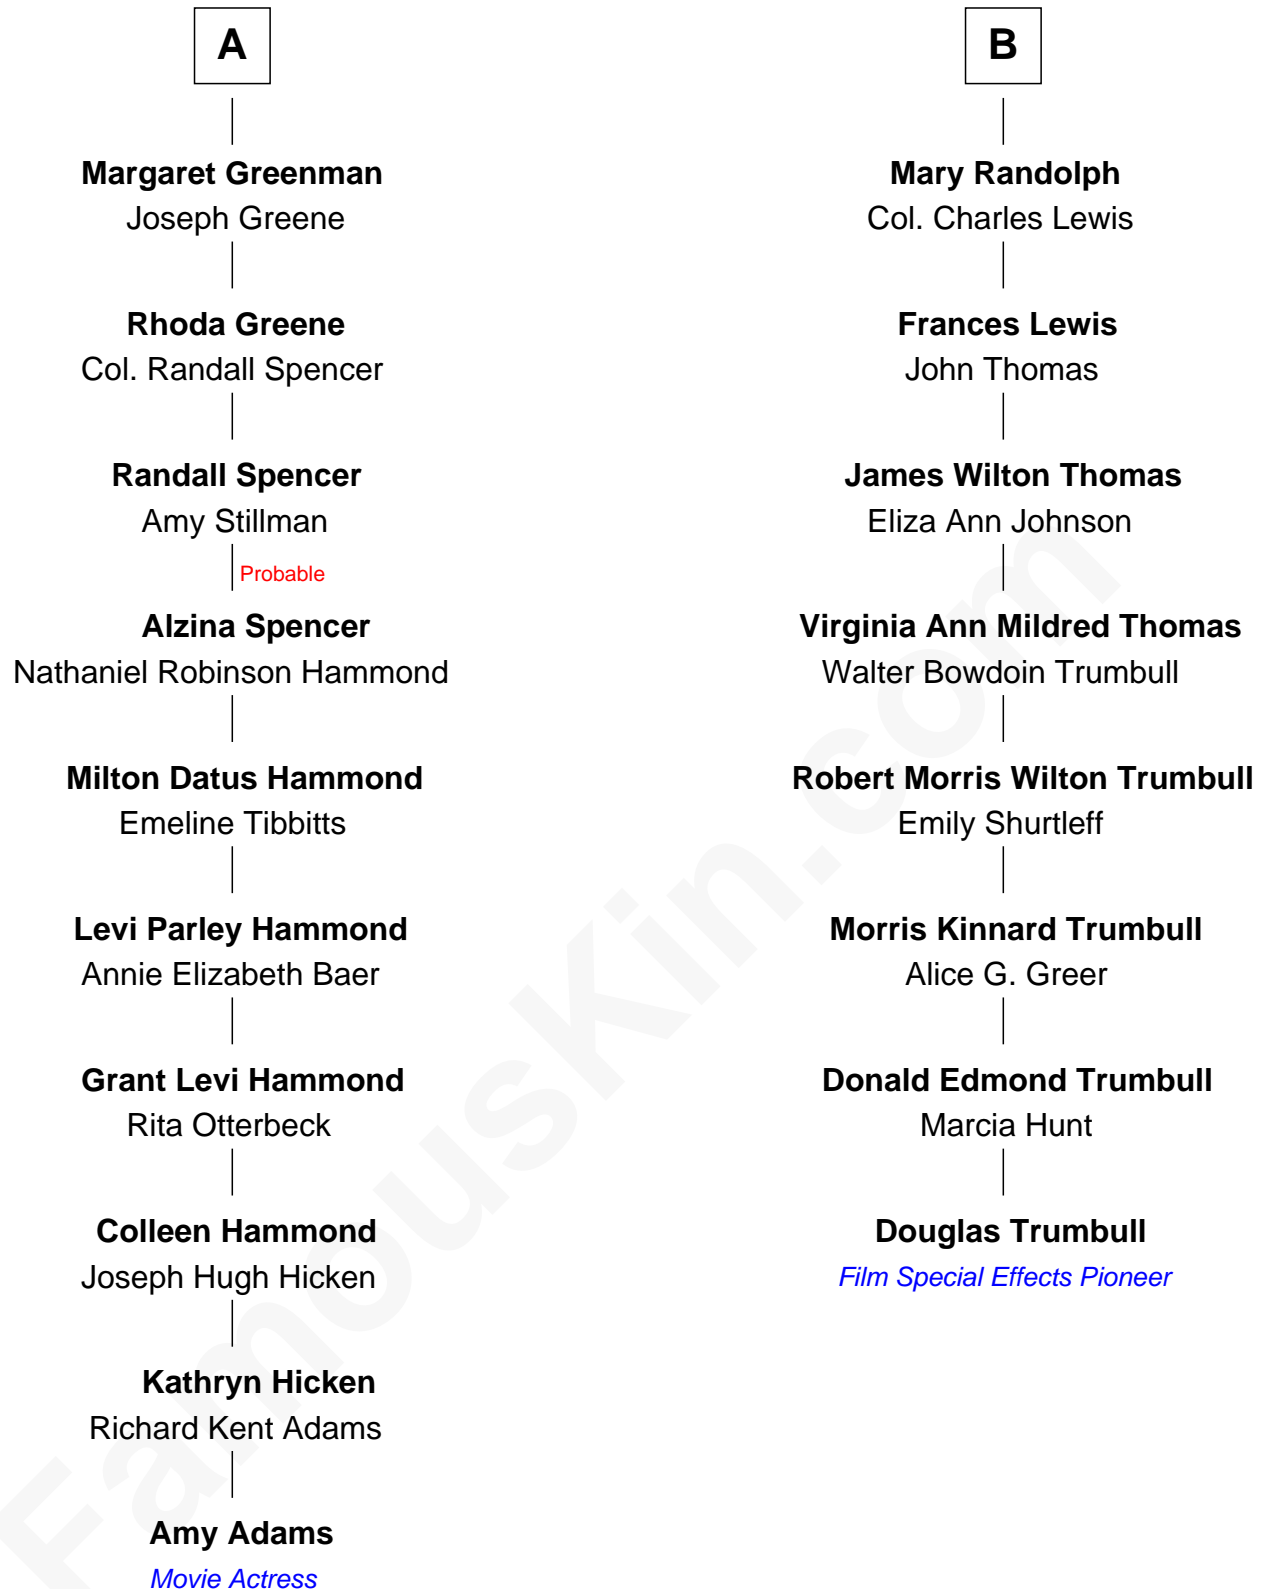 A
Margaret Greenman
Joseph Greene
Rhoda Greene
Col. Randall Spencer
Randall Spencer
Amy Stillman
Probable
Alzina Spencer
Nathaniel Robinson Hammond
Milton Datus Hammond
Emeline Tibbitts
Levi Parley Hammond
Annie Elizabeth Baer
Grant Levi Hammond
Rita Otterbeck
Colleen Hammond
Joseph Hugh Hicken
Kathryn Hicken
Richard Kent Adams
Amy Adams
Movie Actress
B
Mary Randolph
Col. Charles Lewis
Frances Lewis
John Thomas
James Wilton Thomas
Eliza Ann Johnson
Virginia Ann Mildred Thomas
Walter Bowdoin Trumbull
Robert Morris Wilton Trumbull
Emily Shurtleff
Morris Kinnard Trumbull
Alice G. Greer
Donald Edmond Trumbull
Marcia Hunt
Douglas Trumbull
Film Special Effects Pioneer
FamousKin.com